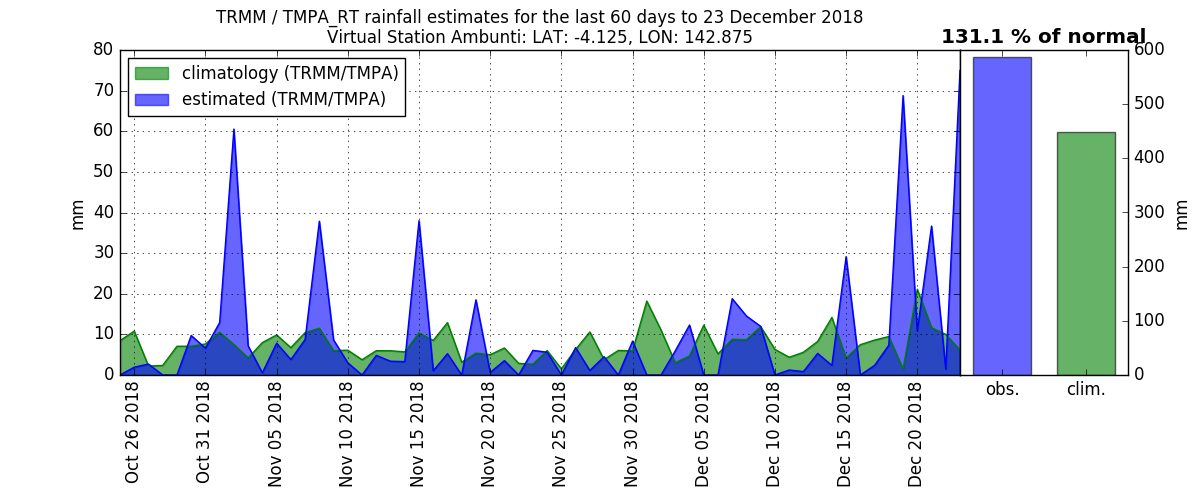 TRMM / TMPA_RT rainfall estimates for the last 60 days to 23 December 2018
Virtual Station Ambunti: LAT: -4.125, LON: 142.875
131.1 % of normal
climatology (TRMM/TMPA)
estimated (TRMM/TMPA)
mm
80
70
60
50
40
30
20
10
0
Oct 26 2018
Oct 31 2018
Nov 05 2018
Nov 10 2018
Nov 15 2018
Nov 20 2018
Nov 25 2018
Nov 30 2018
Dec 05 2018
Dec 10 2018
Dec 15 2018
Dec 20 2018
obs.
clim.
600
500
400
300
200
100
0
mm